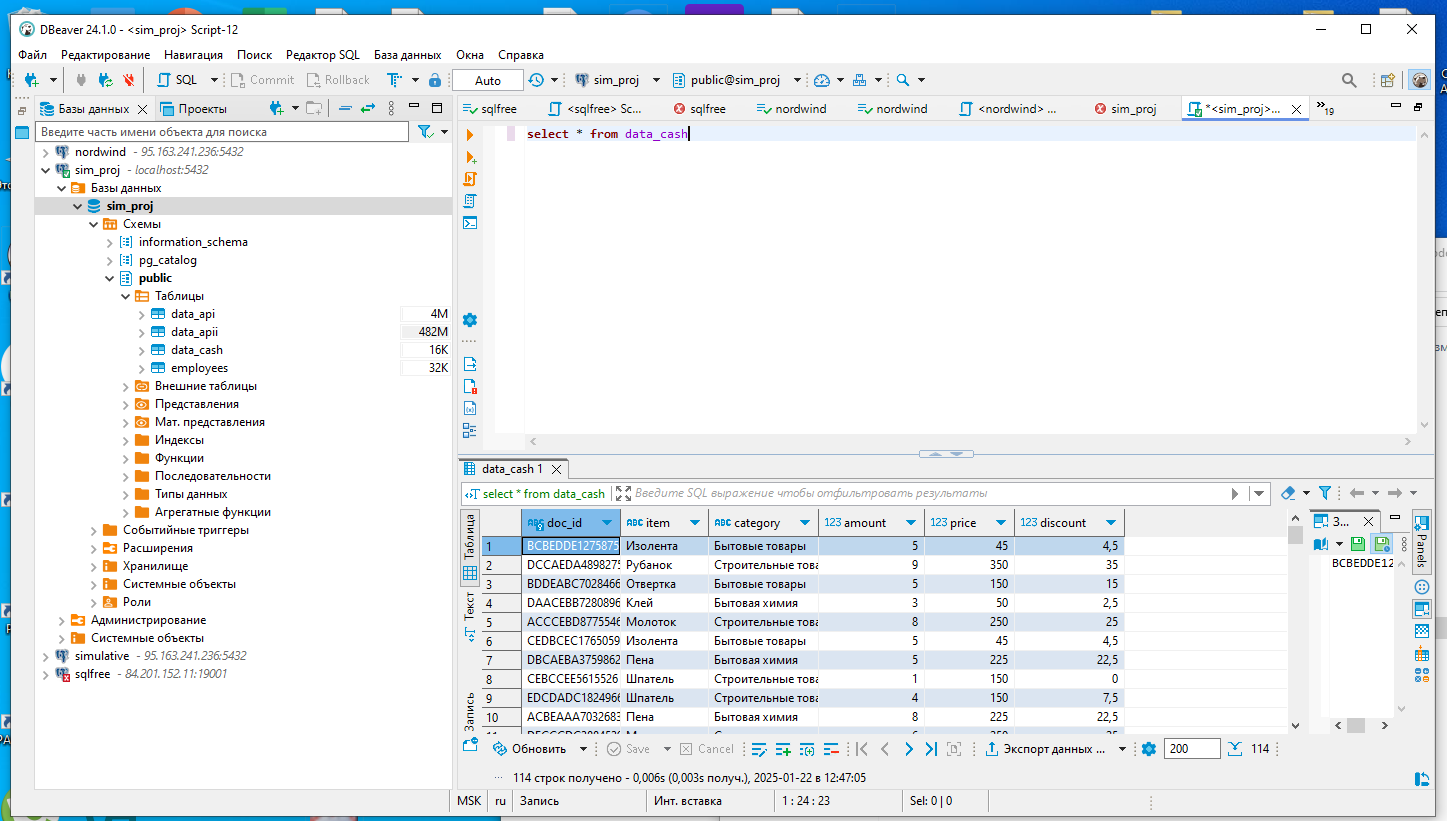 DBeaver 24.1.0 - <sim_proj> Script-12
Файл Редактирование Навигация Поиск Редактор SQL База данных Окна Справка
SQL Commit Rollback Auto sim_proj public@sim_proj
Базы данных Проекты
sqlfree <sqlfree> Sc... sqlfree nordwind nordwind <nordwind> ... sim_proj *<sim_proj>... »19
Введите часть имени объекта для поиска
select * from data_cash
nordwind - 95.163.241.236:5432
sim_proj - localhost:5432
Базы данных
sim_proj
Схемы
information_schema
pg_catalog
public
Таблицы
data_api 4M
data_apii 482M
data_cash 16K
employees 32K
Внешние таблицы
Представления
Мат. представления
Индексы
Функции
Последовательности
Типы данных
Агрегатные функции
Событийные триггеры
Расширения
Хранилище
Системные объекты
Роли
Администрирование
Системные объекты
simulative - 95.163.241.236:5432
sqlfree - 84.201.152.11:19001
data_cash 1
select * from data_cash Введите SQL выражение чтобы отфильтровать результаты
Таблица
Текст
Запись
ABC doc_id ABC item ABC category 123 amount 123 price 123 discount
1 BCBEDDE1275875 Изолента Бытовые товары 5 45 4,5
2 DCCAEDA4898275 Рубанок Строительные това 9 350 35
3 BDDEABC7028466 Отвертка Бытовые товары 5 150 15
4 DAACEBB7280896 Клей Бытовая химия 3 50 2,5
5 ACCCEBD8775546 Молоток Строительные това 8 250 25
6 CEDBCEC1765059 Изолента Бытовые товары 5 45 4,5
7 DBCAEBA3759862 Пена Бытовая химия 5 225 22,5
8 CEBCCEE5615526 Шпатель Строительные това 1 150 0
9 EDCDADC1824966 Шпатель Строительные това 4 150 7,5
10 ACBEAAA7032683 Пена Бытовая химия 8 225 22,5
З...
BCBEDDE12
Panels
Обновить Save Cancel Экспорт данных ... 200 114
114 строк получено - 0,006s (0,003s получ.), 2025-01-22 в 12:47:05
MSK ru Запись Инт. вставка 1 : 24 : 23 Sel: 0 | 0